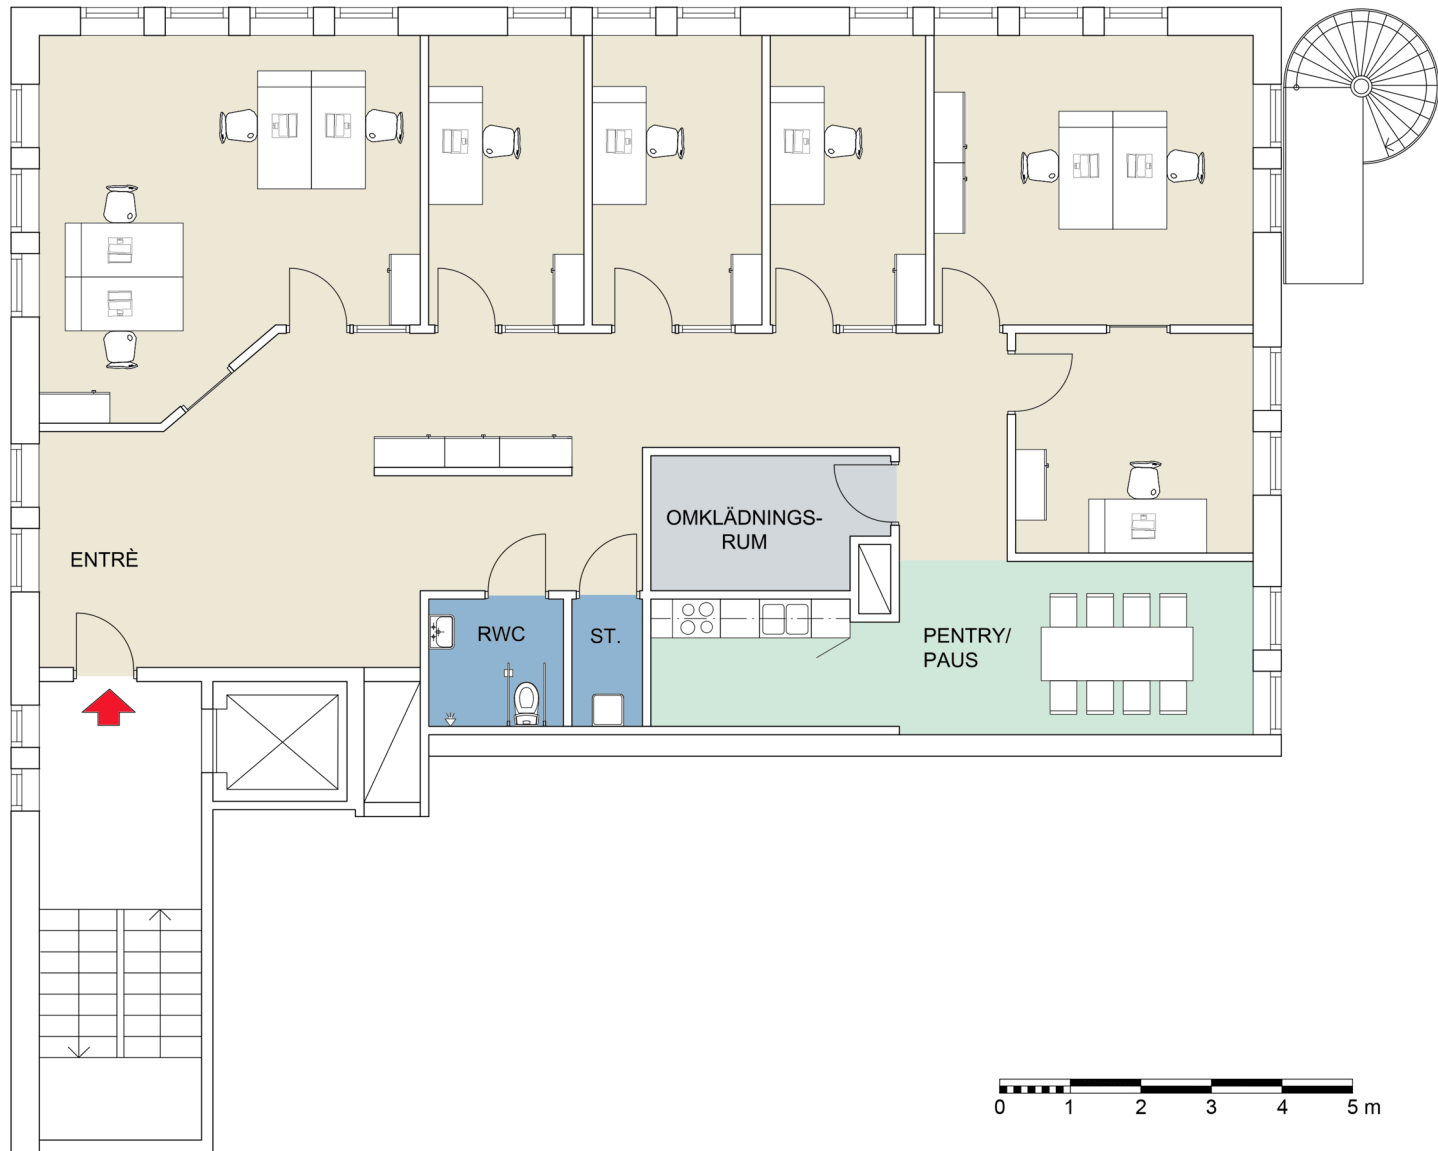 OMKLÄDNINGS-
RUM
ENTRÈ
RWC
ST.
PENTRY/
PAUS
0 1 2 3 4 5 m